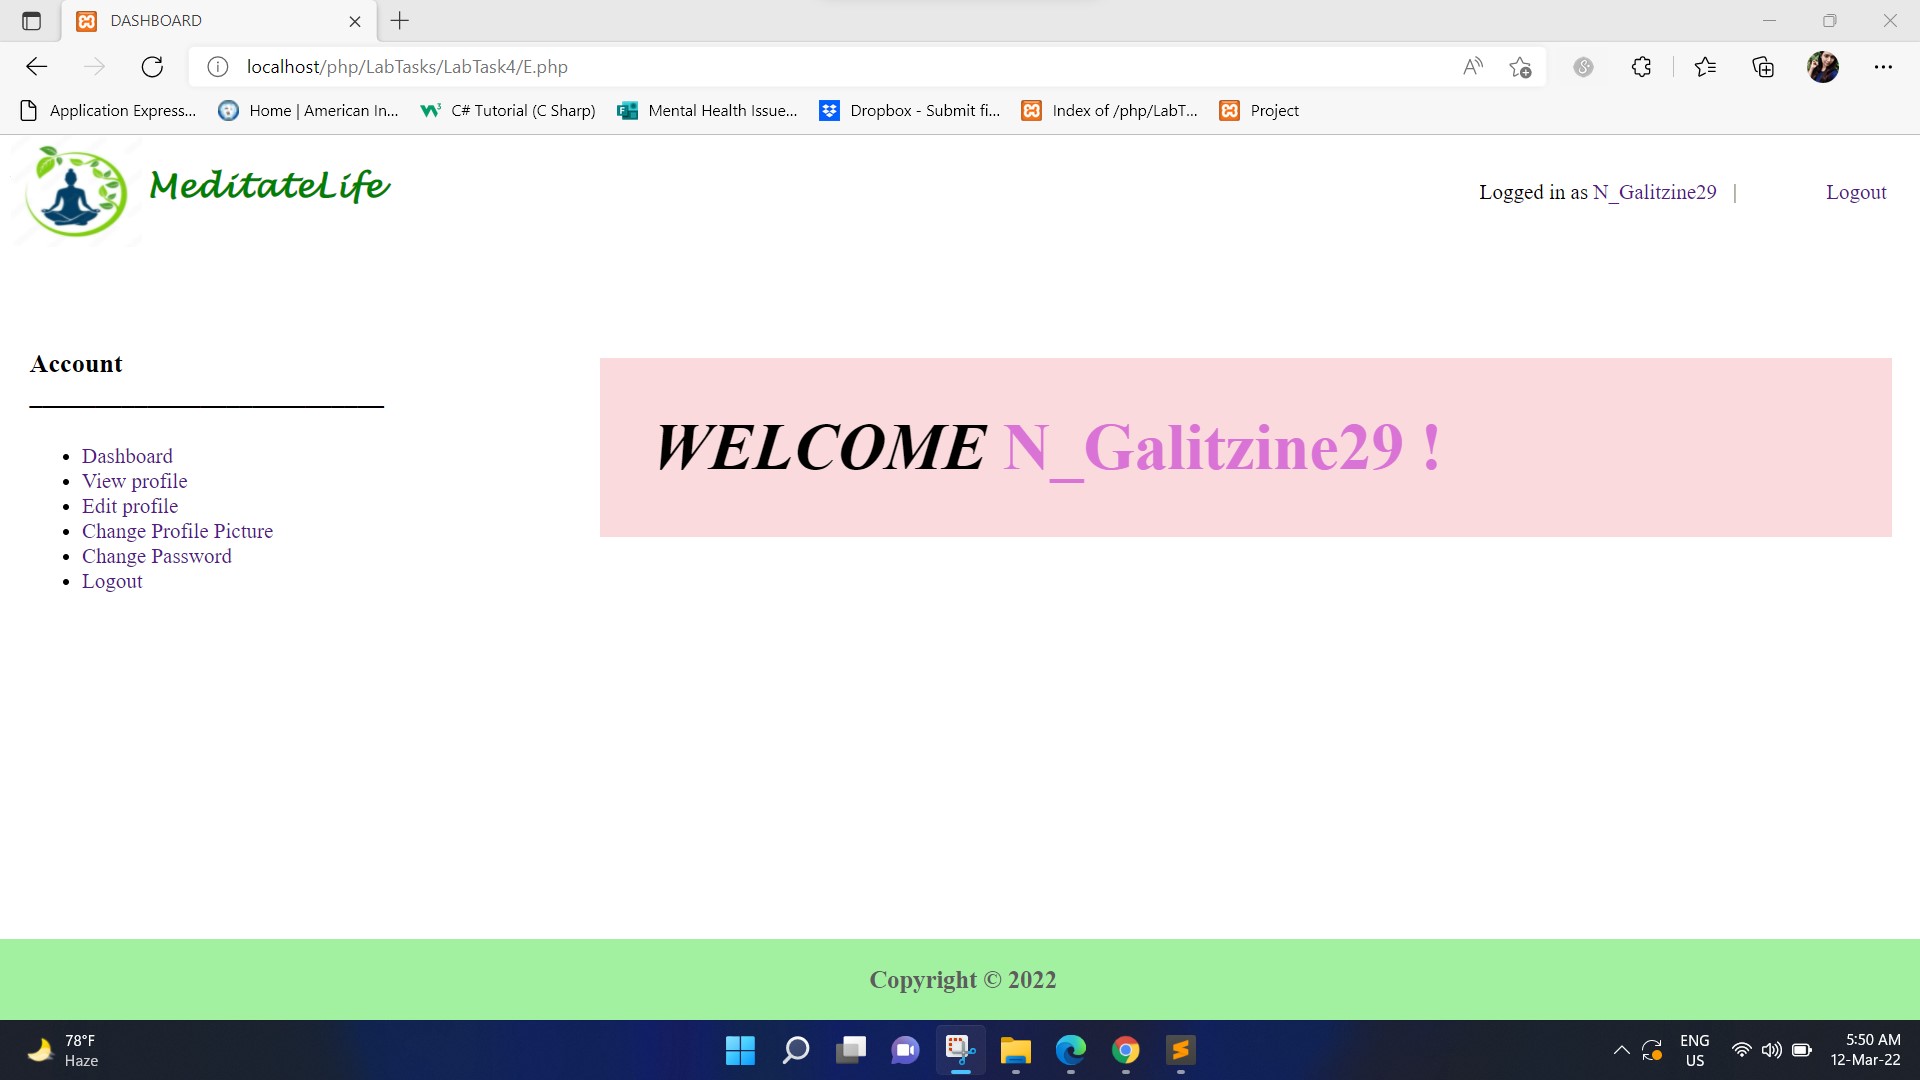 DASHBOARD
localhost/php/LabTasks/LabTask4/E.php
Application Express... Home | American In... C# Tutorial (C Sharp) Mental Health Issue... Dropbox - Submit fi... Index of /php/LabT... Project
MeditateLife
Logged in as N_Galitzine29 | Logout
Account
Dashboard
View profile
Edit profile
Change Profile Picture
Change Password
Logout
WELCOME N_Galitzine29 !
Copyright © 2022
78°F
Haze
ENG
US
5:50 AM
12-Mar-22